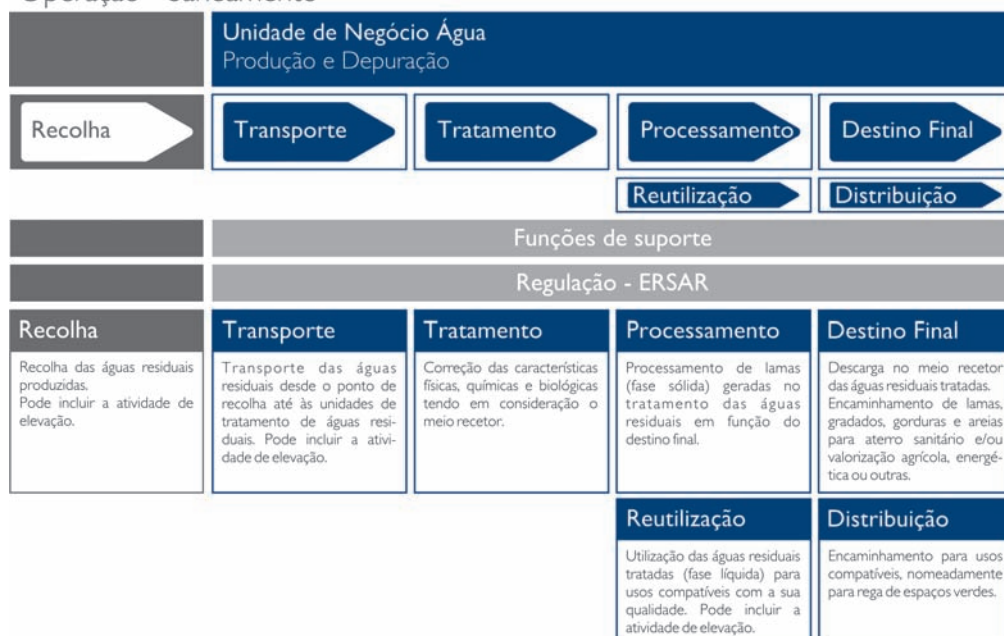 Unidade de Negócio Água
Produção e Depuração
Recolha
Transporte
Tratamento
Processamento
Destino Final
Reutilização
Distribuição
Funções de suporte
Regulação - ERSAR
Recolha
Recolha das águas residuais
produzidas.
Pode incluir a atividade de
elevação.
Transporte
Transporte das águas
residuais desde o ponto de
recolha até às unidades de
tratamento de águas resi-
duais. Pode incluir a ativi-
dade de elevação.
Tratamento
Correção das características
físicas, químicas e biológicas
tendo em consideração o
meio recetor.
Processamento
Processamento de lamas
(fase sólida) geradas no
tratamento das águas
residuais em função do
destino final.
Destino Final
Descarga no meio recetor
das águas residuais tratadas.
Encaminhamento de lamas,
gradados, gorduras e areias
para aterro sanitário e/ou
valorização agrícola, energé-
tica ou outras.
Reutilização
Utilização das águas residuais
tratadas (fase líquida) para
usos compatíveis com a sua
qualidade. Pode incluir a
atividade de elevação.
Distribuição
Encaminhamento para usos
compatíveis, nomeadamente
para rega de espaços verdes.